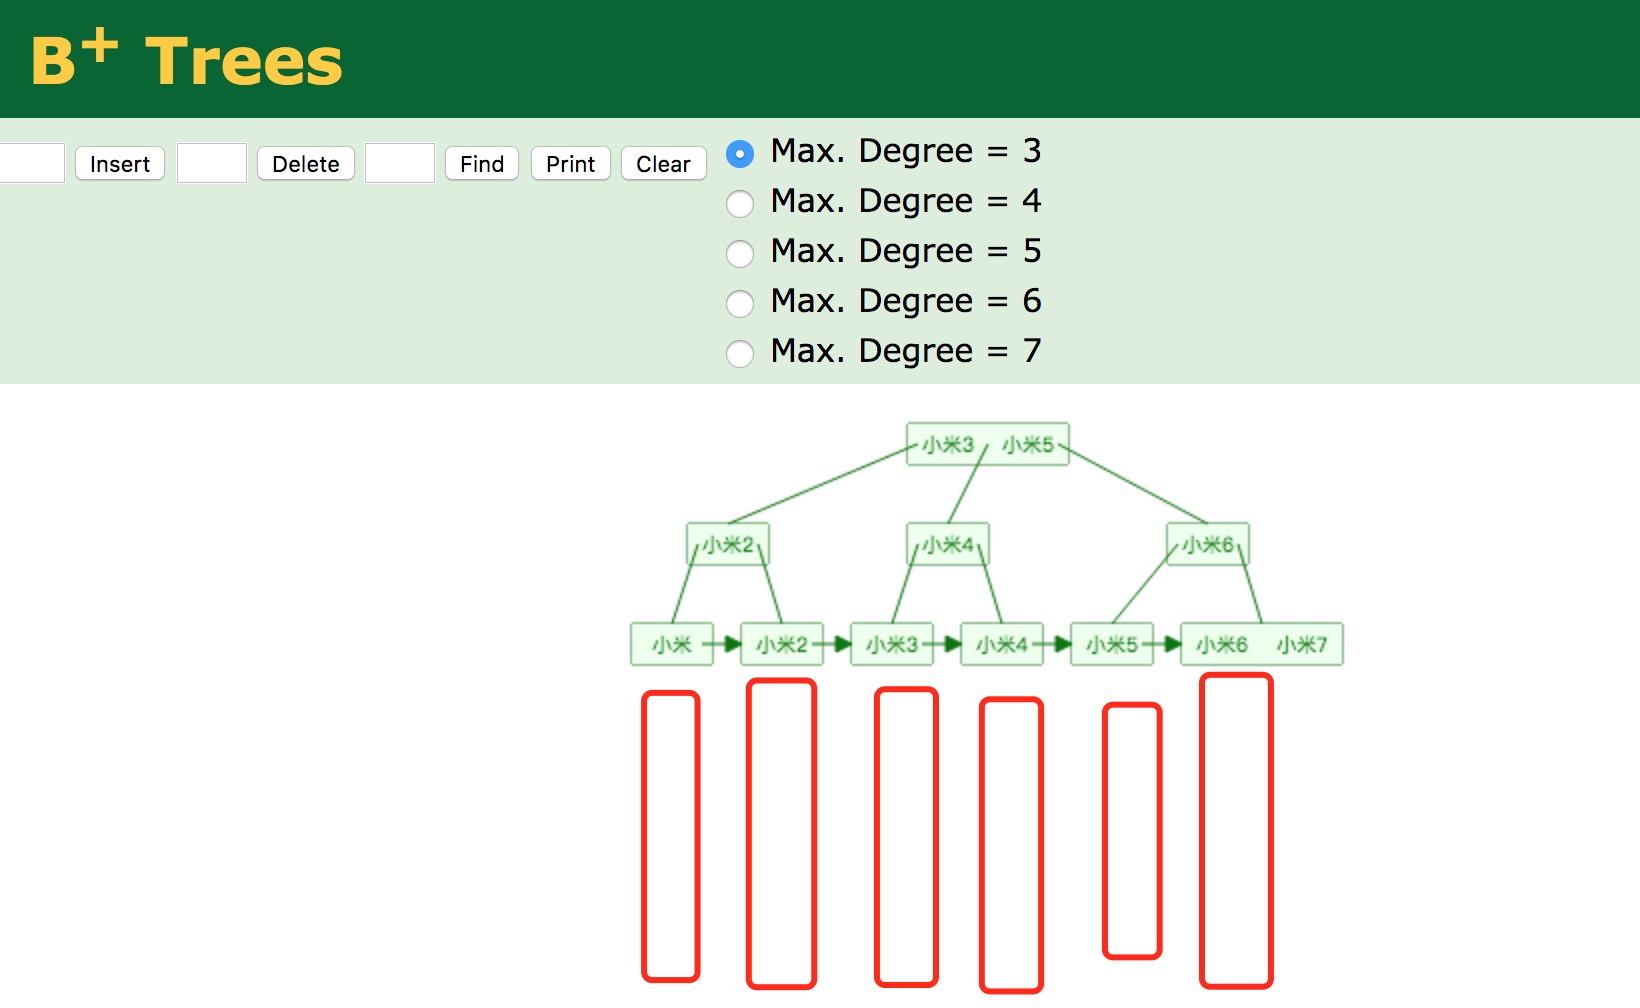 B+ Trees
Insert Delete Find Print Clear
Max. Degree = 3
Max. Degree = 4
Max. Degree = 5
Max. Degree = 6
Max. Degree = 7
小米3 小米5
小米2 小米4 小米6
小米 小米2 小米3 小米4 小米5 小米6 小米7